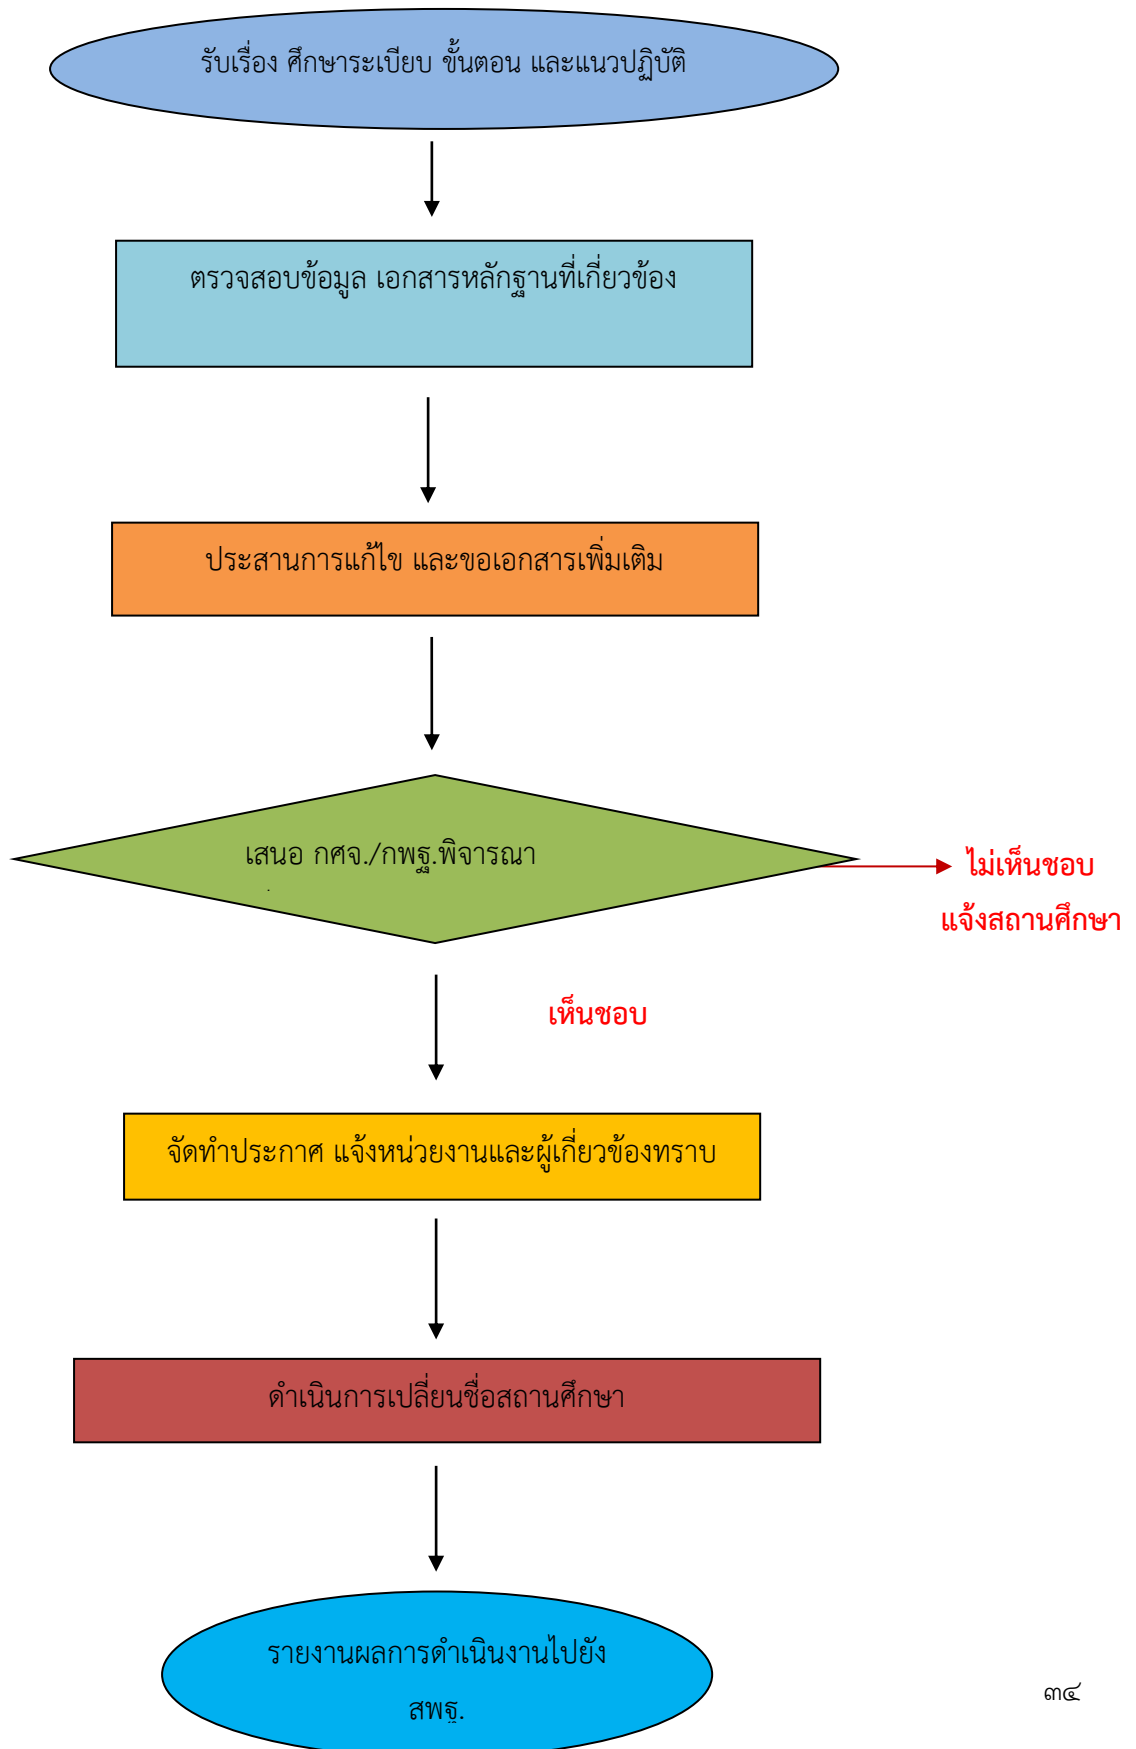 รับเรื่อง ศึกษาระเบียบ ขั้นตอน และแนวปฏิบัติ
ตรวจสอบข้อมูล เอกสารหลักฐานที่เกี่ยวข้อง
ประสานการแก้ไข และขอเอกสารเพิ่มเติม
เสนอ กศจ./กพฐ.พิจารณา
ไม่เห็นชอบ
แจ้งสถานศึกษา
เห็นชอบ
จัดทำประกาศ แจ้งหน่วยงานและผู้เกี่ยวข้องทราบ
ดำเนินการเปลี่ยนชื่อสถานศึกษา
รายงานผลการดำเนินงานไปยัง
สพฐ.
๓๔